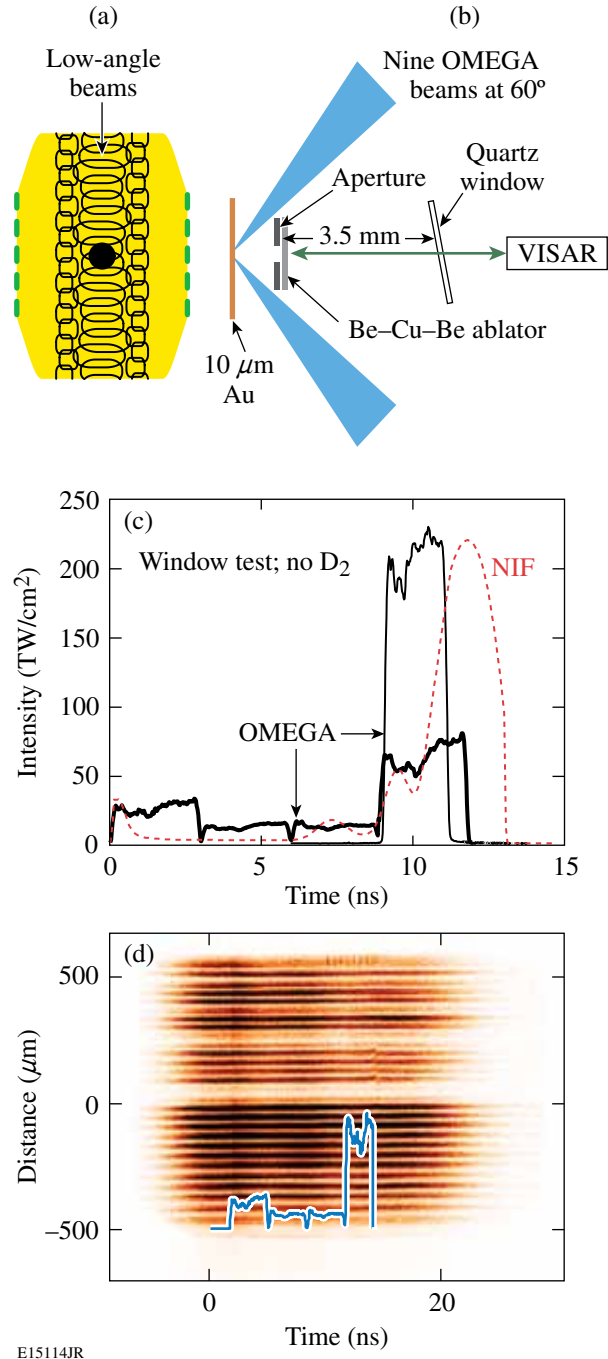 (a)
(b)
Low-angle
beams
Nine OMEGA
beams at 60º
Aperture
Quartz
window
3.5 mm
VISAR
Be–Cu–Be ablator
10 μm
Au
(c)
Window test; no D2
NIF
OMEGA
Intensity (TW/cm2)
250
200
150
100
50
0
0
5
10
15
Time (ns)
(d)
Distance (μm)
500
0
–500
0
20
Time (ns)
E15114JR